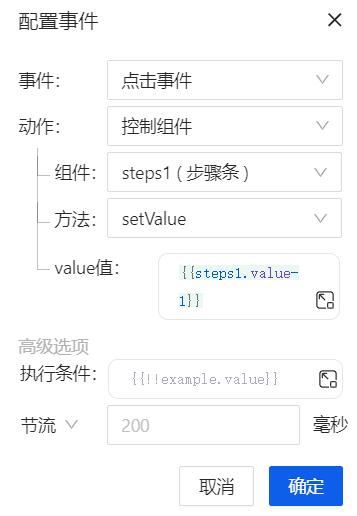 配置事件
事件： 点击事件
动作： 控制组件
组件： steps1 ( 步骤条 )
方法： setValue
value值： {{steps1.value-
1}}
高级选项
执行条件： {{!!example.value}}
节流 200 毫秒
取消 确定